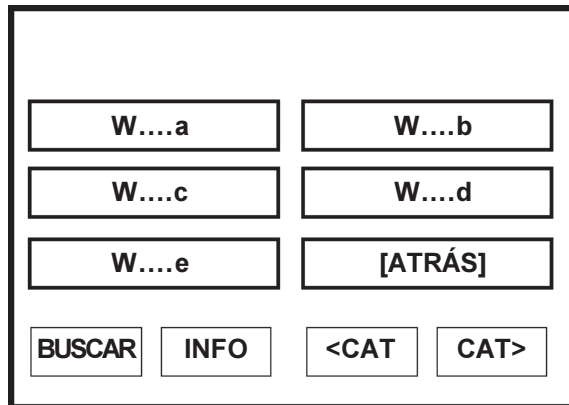 W....a W....b
W....c W....d
W....e [ATRÁS]
BUSCAR INFO <CAT CAT>